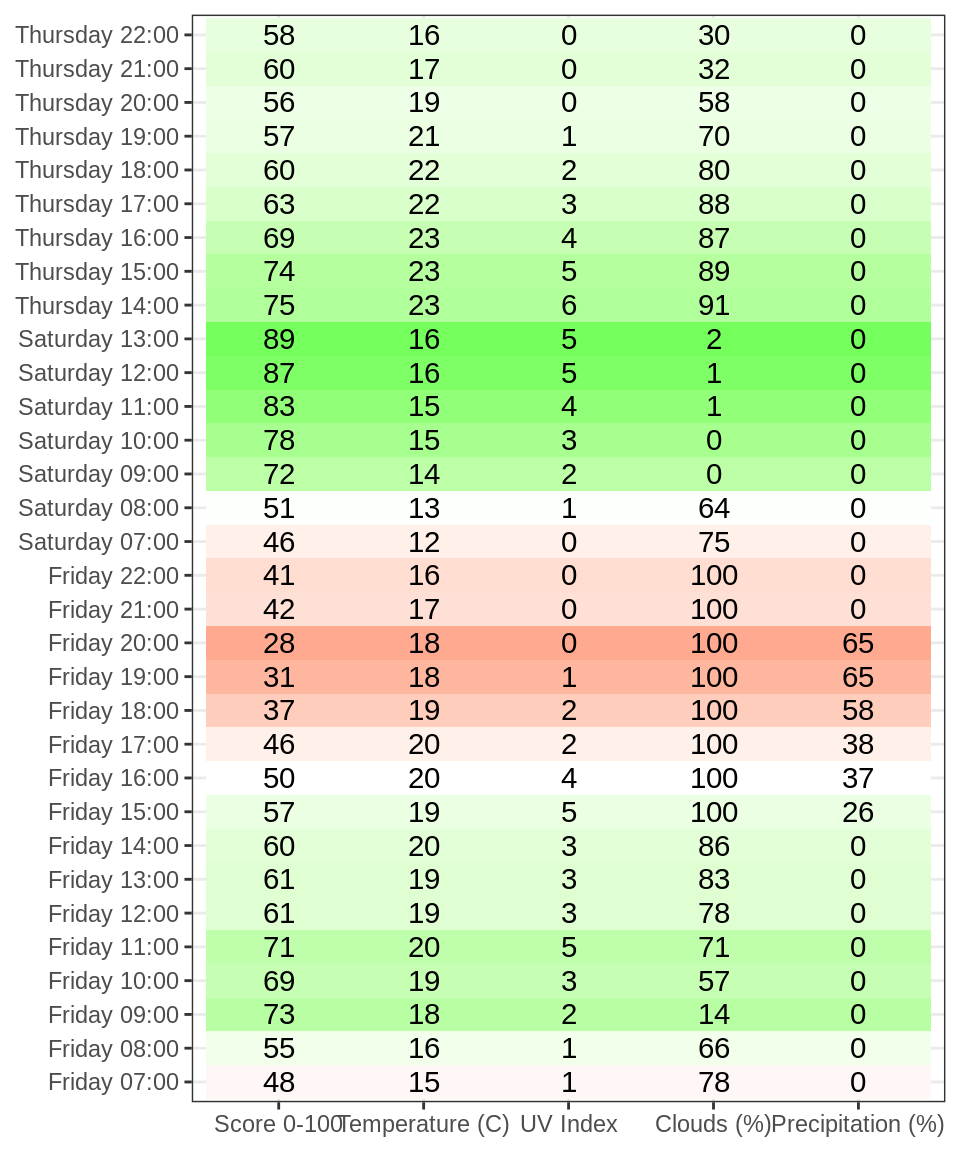 Thursday 22:00 58 16 0 30 0
Thursday 21:00 60 17 0 32 0
Thursday 20:00 56 19 0 58 0
Thursday 19:00 57 21 1 70 0
Thursday 18:00 60 22 2 80 0
Thursday 17:00 63 22 3 88 0
Thursday 16:00 69 23 4 87 0
Thursday 15:00 74 23 5 89 0
Thursday 14:00 75 23 6 91 0
Saturday 13:00 89 16 5 2 0
Saturday 12:00 87 16 5 1 0
Saturday 11:00 83 15 4 1 0
Saturday 10:00 78 15 3 0 0
Saturday 09:00 72 14 2 0 0
Saturday 08:00 51 13 1 64 0
Saturday 07:00 46 12 0 75 0
Friday 22:00 41 16 0 100 0
Friday 21:00 42 17 0 100 0
Friday 20:00 28 18 0 100 65
Friday 19:00 31 18 1 100 65
Friday 18:00 37 19 2 100 58
Friday 17:00 46 20 2 100 38
Friday 16:00 50 20 4 100 37
Friday 15:00 57 19 5 100 26
Friday 14:00 60 20 3 86 0
Friday 13:00 61 19 3 83 0
Friday 12:00 61 19 3 78 0
Friday 11:00 71 20 5 71 0
Friday 10:00 69 19 3 57 0
Friday 09:00 73 18 2 14 0
Friday 08:00 55 16 1 66 0
Friday 07:00 48 15 1 78 0
Score 0-100 Temperature (C) UV Index Clouds (%) Precipitation (%)